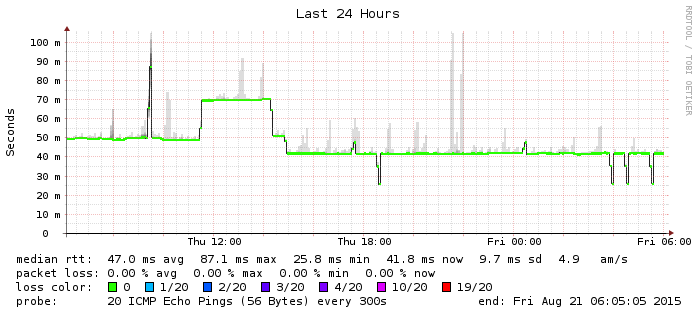 Last 24 Hours
RRDTOOL / TOBI OETIKER
Seconds
100 m
90 m
80 m
70 m
60 m
50 m
40 m
30 m
20 m
10 m
0
Thu 12:00 Thu 18:00 Fri 00:00 Fri 06:00
median rtt: 47.0 ms avg 87.1 ms max 25.8 ms min 41.8 ms now 9.7 ms sd 4.9 am/s
packet loss: 0.00 % avg 0.00 % max 0.00 % min 0.00 % now
loss color: 0 1/20 2/20 3/20 4/20 10/20 19/20
probe: 20 ICMP Echo Pings (56 Bytes) every 300s end: Fri Aug 21 06:05:05 2015